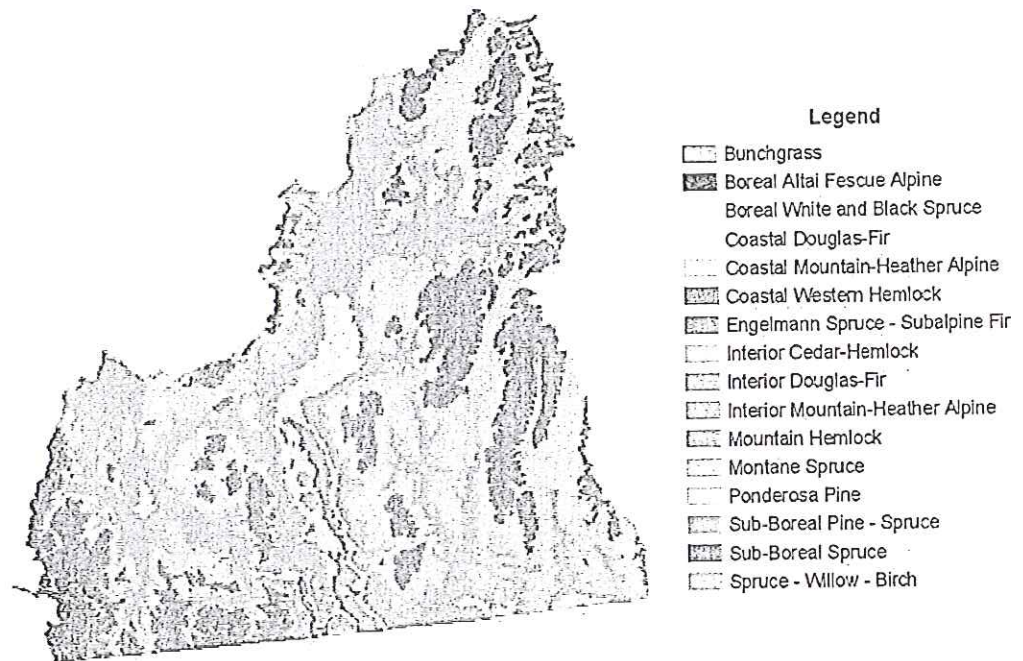 Legend
Bunchgrass
Boreal Altai Fescue Alpine
Boreal White and Black Spruce
Coastal Douglas-Fir
Coastal Mountain-Heather Alpine
Coastal Western Hemlock
Engelmann Spruce - Subalpine Fir
Interior Cedar-Hemlock
Interior Douglas-Fir
Interior Mountain-Heather Alpine
Mountain Hemlock
Montane Spruce
Ponderosa Pine
Sub-Boreal Pine - Spruce
Sub-Boreal Spruce
Spruce - Willow - Birch